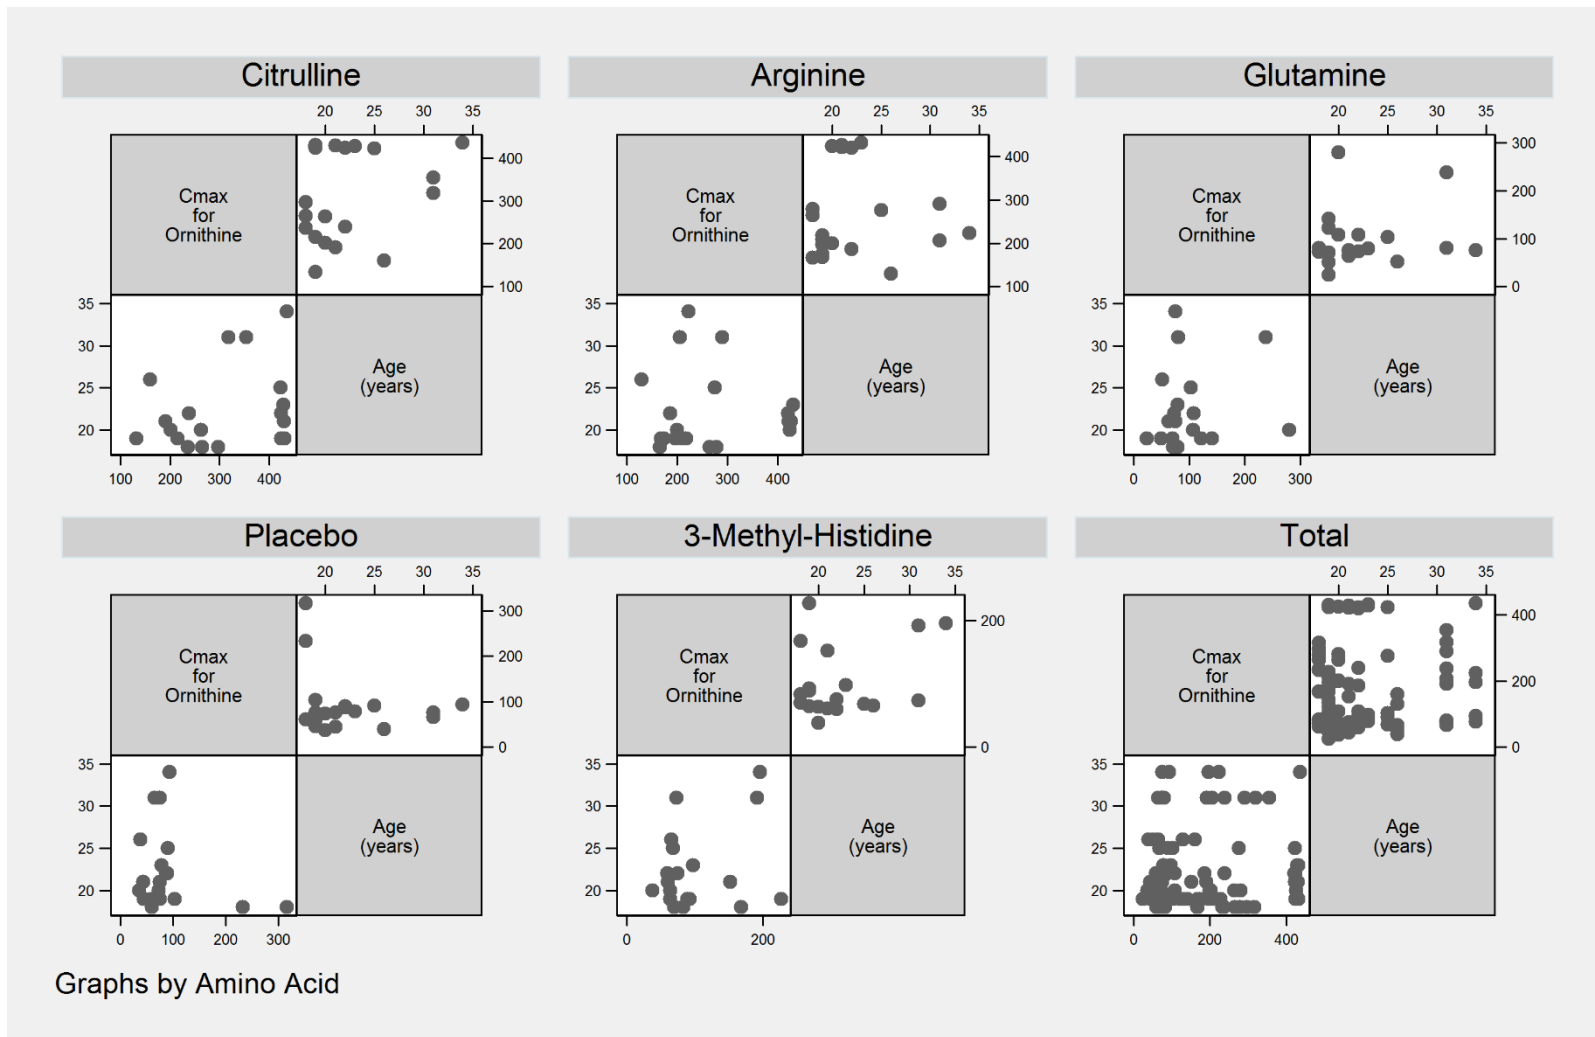 Citrulline
20 25 30 35
Cmax
for
Ornithine
400
300
200
100
35
30
25
20
Age
(years)
100 200 300 400
Arginine
20 25 30 35
Cmax
for
Ornithine
400
300
200
100
35
30
25
20
Age
(years)
100 200 300 400
Glutamine
20 25 30 35
Cmax
for
Ornithine
300
200
100
0
35
30
25
20
Age
(years)
0 100 200 300
Placebo
20 25 30 35
Cmax
for
Ornithine
300
200
100
0
35
30
25
20
Age
(years)
0 100 200 300
3-Methyl-Histidine
20 25 30 35
Cmax
for
Ornithine
200
0
35
30
25
20
Age
(years)
0 200
Total
20 25 30 35
Cmax
for
Ornithine
400
200
0
35
30
25
20
Age
(years)
0 200 400
Graphs by Amino Acid